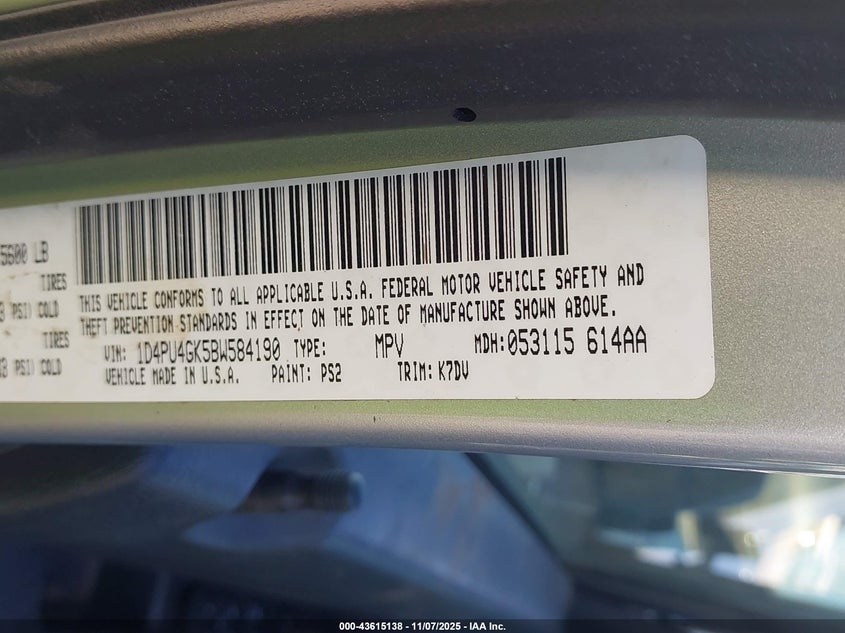 5600 LB
TIRES
PSI) COLD
TIRES
PSI) COLD
THIS VEHICLE CONFORMS TO ALL APPLICABLE U.S.A. FEDERAL MOTOR VEHICLE SAFETY AND
THEFT PREVENTION STANDARDS IN EFFECT ON THE DATE OF MANUFACTURE SHOWN ABOVE.
VIN: 1D4PU4GK5BW584190 TYPE: MPV MDH:053115 614AA
VEHICLE MADE IN U.S.A. PAINT: PS2 TRIM: K7DV
000-43615138 - 11/07/2025 - IAA Inc.